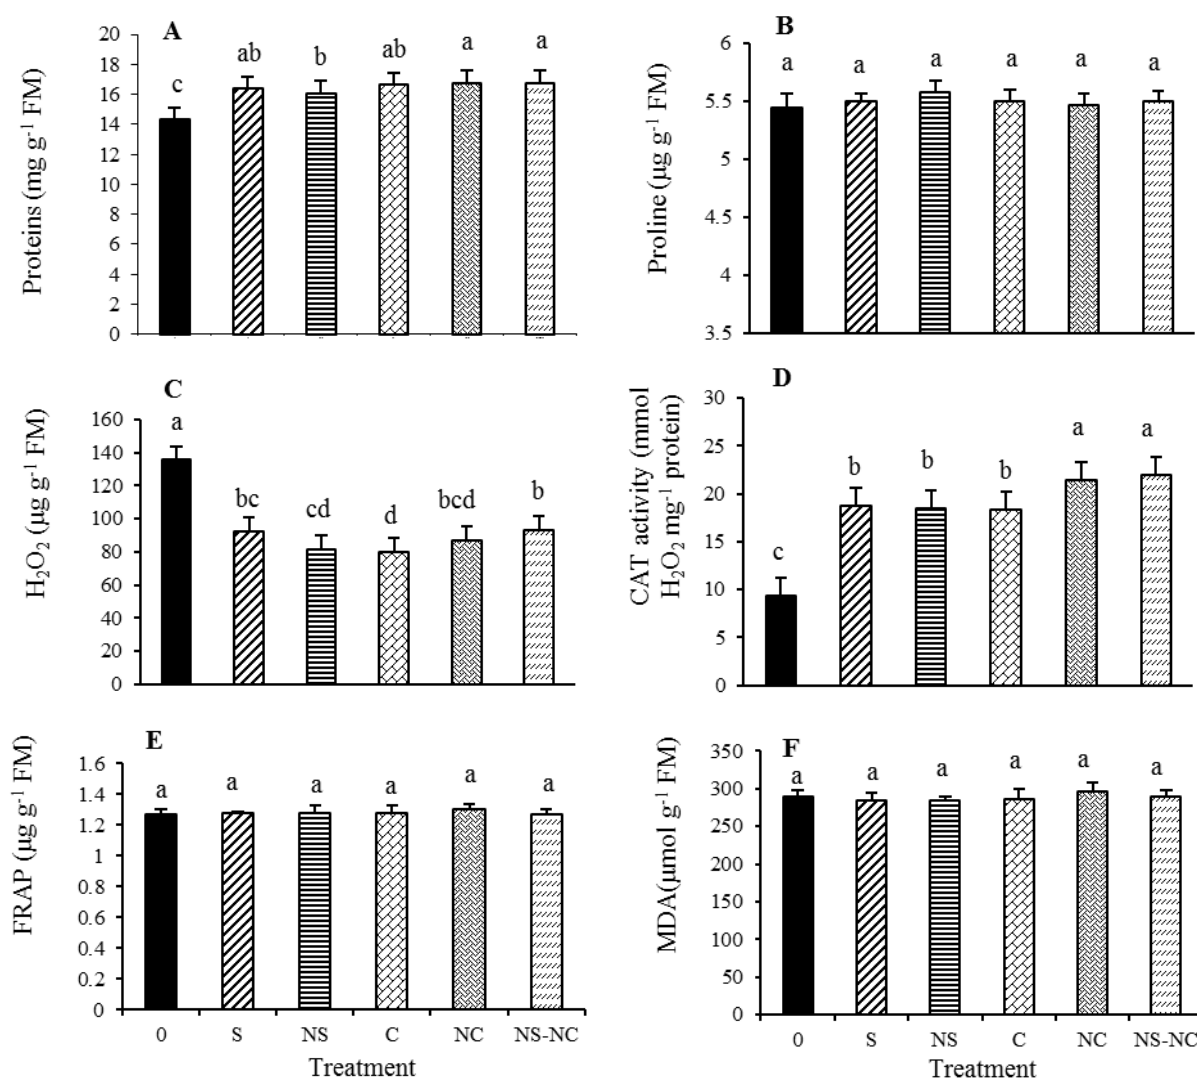 A
Proteins (mg g⁻¹ FM)
20
18
16
14
12
10
8
6
4
2
0
c
ab
b
ab
a
a
B
Proline (µg g⁻¹ FM)
6
5.5
5
4.5
4
3.5
a
a
a
a
a
a
C
H₂O₂ (µg g⁻¹ FM)
160
140
120
100
80
60
40
20
0
a
bc
cd
d
bcd
b
D
CAT activity (mmol
H₂O₂ mg⁻¹ protein)
30
25
20
15
10
5
0
c
b
b
b
a
a
E
FRAP (µg g⁻¹ FM)
1.6
1.4
1.2
1
0.8
0.6
0.4
0.2
0
a
a
a
a
a
a
0 S NS C NC NS-NC
Treatment
F
MDA(µmol g⁻¹ FM)
350
300
250
200
150
100
50
0
a
a
a
a
a
a
0 S NS C NC NS-NC
Treatment